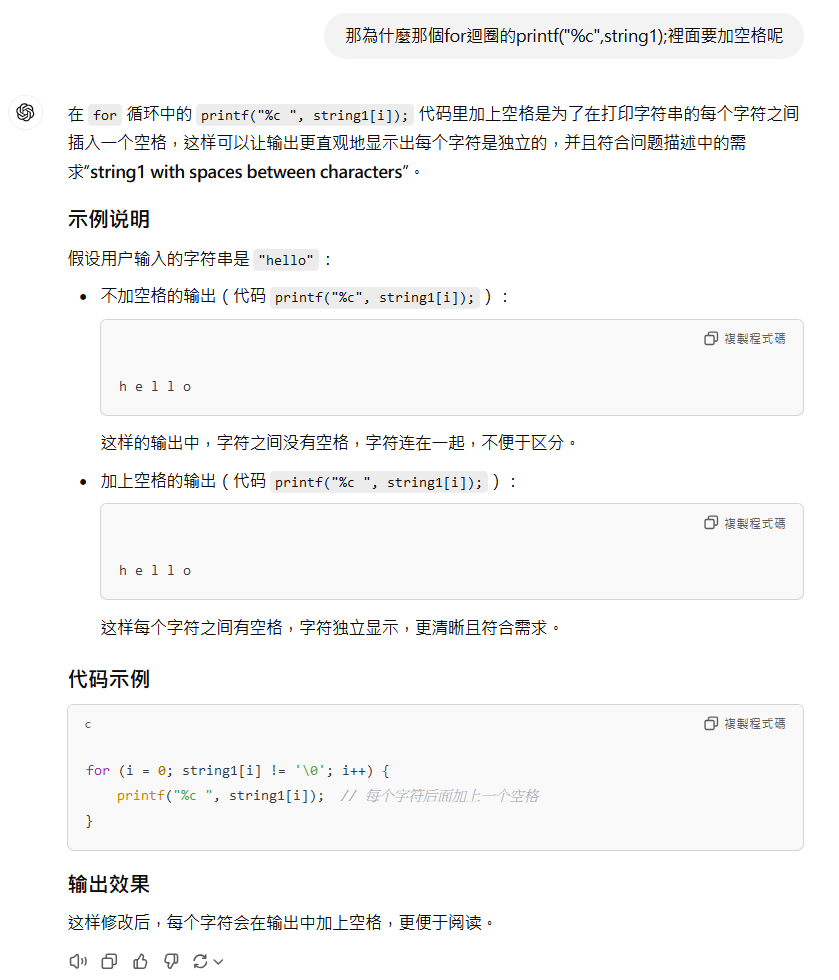 那為什麼那個for迴圈的printf("%c",string1);裡面要加空格呢
在 for 循环中的 printf("%c ", string1[i]); 代码里加上空格是为了在打印字符串的每个字符之间
插入一个空格，这样可以让输出更直观地显示出每个字符是独立的，并且符合问题描述中的需
求“string1 with spaces between characters”。
示例说明
假设用户输入的字符串是 "hello"：
• 不加空格的输出（代码 printf("%c", string1[i]);）：
複製程式碼
h e l l o
这样的输出中，字符之间没有空格，字符连在一起，不便于区分。
• 加上空格的输出（代码 printf("%c ", string1[i]);）：
複製程式碼
h e l l o
这样每个字符之间有空格，字符独立显示，更清晰且符合需求。
代码示例
c 複製程式碼
for (i = 0; string1[i] != '\0'; i++) {
    printf("%c ", string1[i]);  // 每个字符后面加上一个空格
}
输出效果
这样修改后，每个字符会在输出中加上空格，更便于阅读。